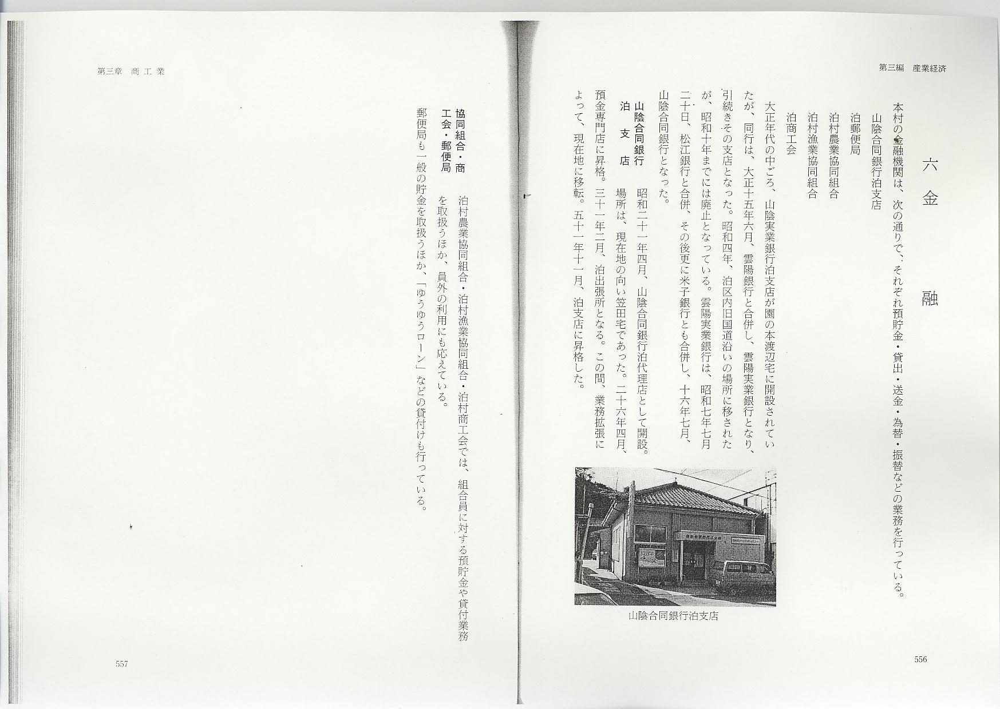 第三編　産業経済
六　金　融
本村の金融機関は、次の通りで、それぞれ預貯金・貸出・送金・為替・振替などの業務を行っている。
山陰合同銀行泊支店
泊郵便局
泊村農業協同組合
泊村漁業協同組合
泊商工会
大正年代の中ごろ、山陰実業銀行泊支店が園の本渡辺宅に開設されてい
たが、同行は、大正十五年六月、雲陽銀行と合併し、雲陽実業銀行となり、
引続きその支店となった。昭和四年、泊区内旧国道沿いの場所に移された
が、昭和十年までには廃止となっている。雲陽実業銀行は、昭和七年七月
二十日、松江銀行と合併、その後更に米子銀行とも合併し、十六年七月、
山陰合同銀行となった。
山陰合同銀行
泊支店
昭和二十一年四月、山陰合同銀行泊代理店として開設。
場所は、現在地の向い笠田宅であった。二十六年四月、
預金専門店に昇格。三十一年二月、泊出張所となる。この間、業務拡張に
よって、現在地に移転。五十一年十一月、泊支店に昇格した。
山陰合同銀行泊支店
556
第三章　商工業
協同組合・商
工会・郵便局
泊村農業協同組合・泊村漁業協同組合・泊村商工会では、組合員に対する預貯金や貸付業務
を取扱うほか、員外の利用にも応えている。
郵便局も一般の貯金を取扱うほか、「ゆうゆうローン」などの貸付けも行っている。
557